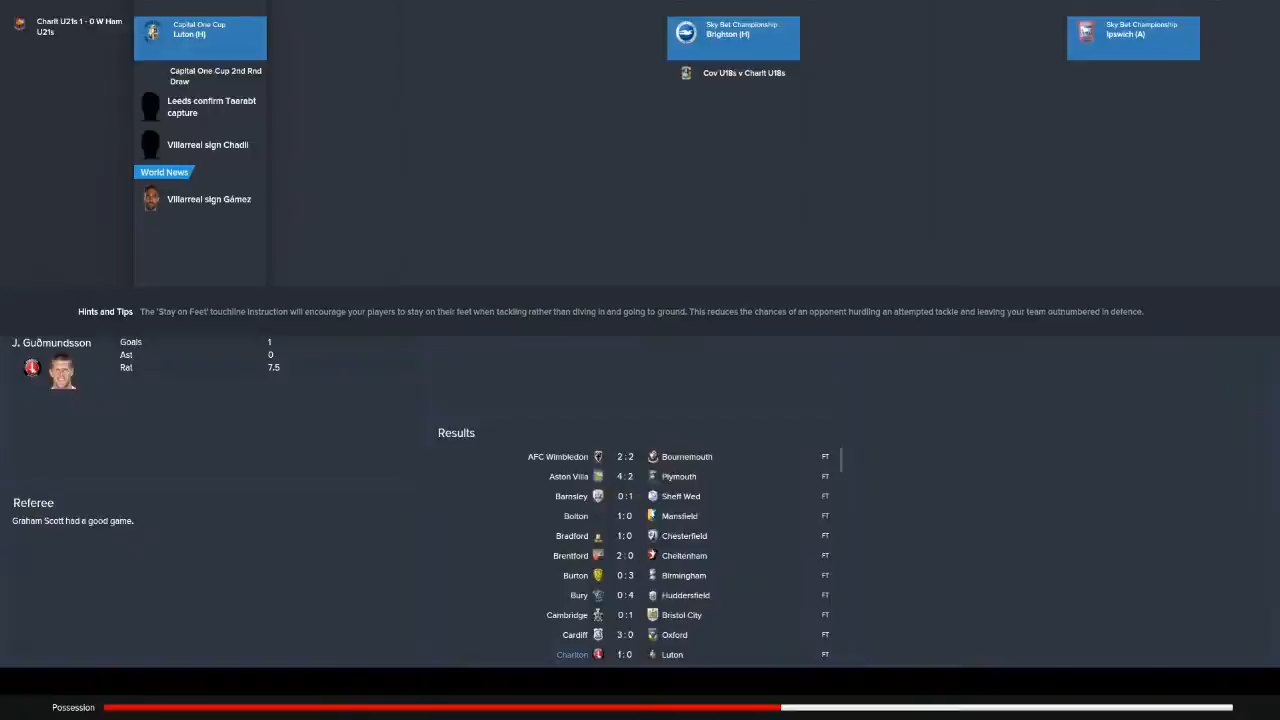 Charlt U21s 1 - 0 W Ham
U21s
Capital One Cup
Luton (H)
Capital One Cup 2nd Rnd
Draw
Leeds confirm Taarabt
capture
Villarreal sign Chadli
World News
Villarreal sign Gámez
Sky Bet Championship
Brighton (H)
Cov U18s v Charlt U18s
Sky Bet Championship
Ipswich (A)
Hints and Tips The 'Stay on Feet' touchline instruction will encourage your players to stay on their feet when tackling rather than diving in and going to ground. This reduces the chances of an opponent hurdling an attempted tackle and leaving your team outnumbered in defence.
J. Guðmundsson
Goals 1
Ast 0
Rat 7.5
Referee
Graham Scott had a good game.
Results
AFC Wimbledon 2 : 2 Bournemouth FT
Aston Villa 4 : 2 Plymouth FT
Barnsley 0 : 1 Sheff Wed FT
Bolton 1 : 0 Mansfield FT
Bradford 1 : 0 Chesterfield FT
Brentford 2 : 0 Cheltenham FT
Burton 0 : 3 Birmingham FT
Bury 0 : 4 Huddersfield FT
Cambridge 0 : 1 Bristol City FT
Cardiff 3 : 0 Oxford FT
Charlton 1 : 0 Luton FT
Possession